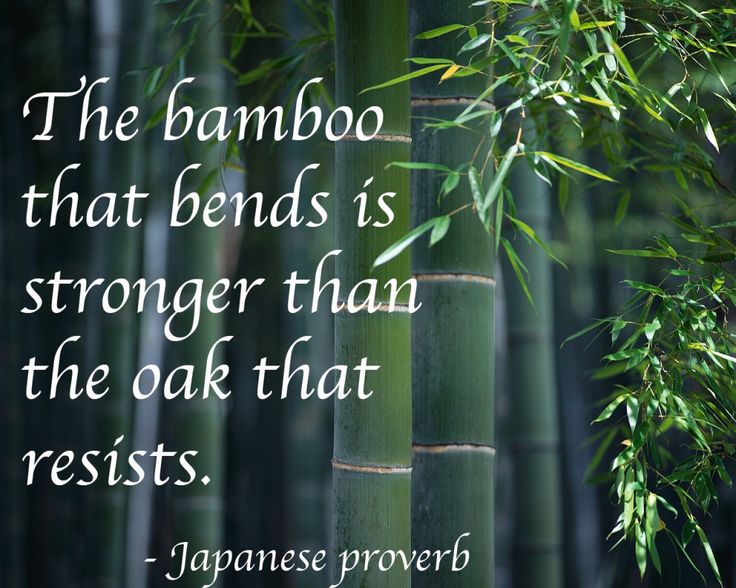 The bamboo
that bends is
stronger than
the oak that
resists.
- Japanese proverb